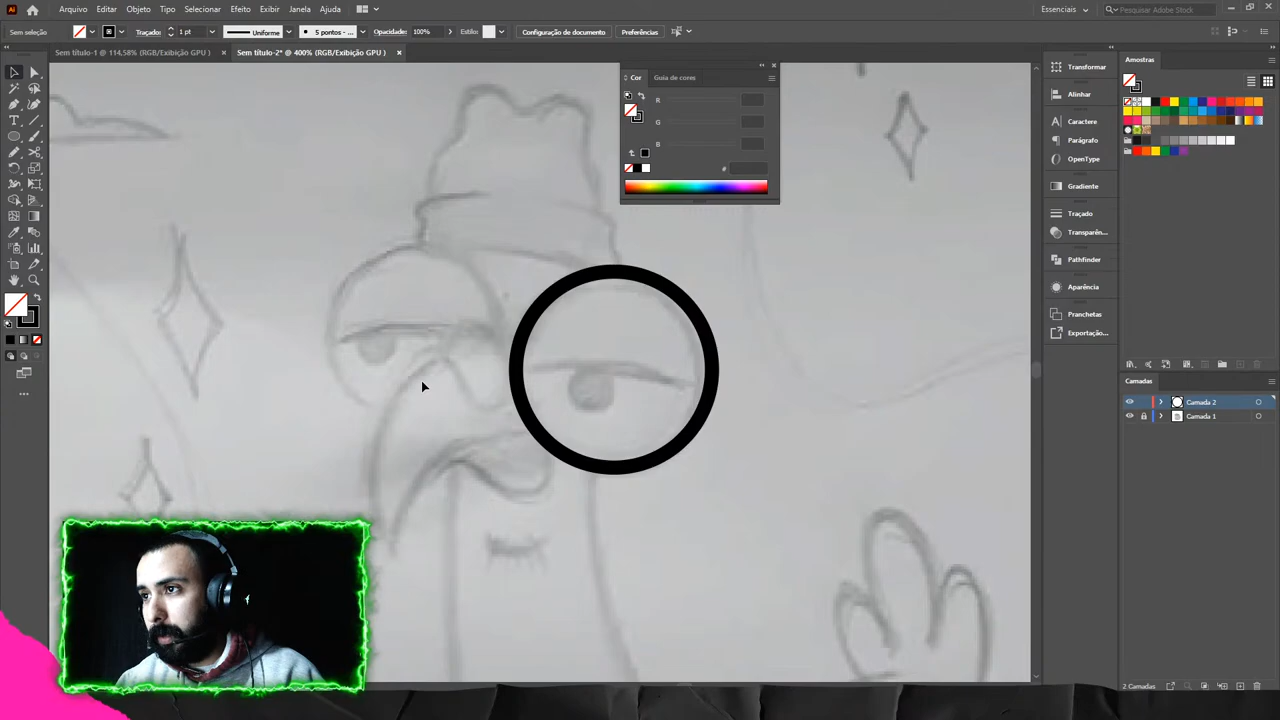 Ai Arquivo Editar Objeto Tipo Selecionar Efeito Exibir Janela Ajuda Essenciais Pesquisar Adobe Stock
Sem seleção Traçado: 1 pt Uniforme 5 pontos - ... Opacidade: 100% Estilo: Configuração de documento Preferências
Sem título-1 @ 114,58% (RGB/Exibição GPU ) × Sem título-2* @ 400% (RGB/Exibição GPU ) ×
Cor Guia de cores
R
G
B
#
Transformar
Alinhar
Caractere
Parágrafo
OpenType
Gradiente
Traçado
Transparên...
Pathfinder
Aparência
Pranchetas
Exportação...
Amostras
Camadas
Camada 2
Camada 1
2 Camadas